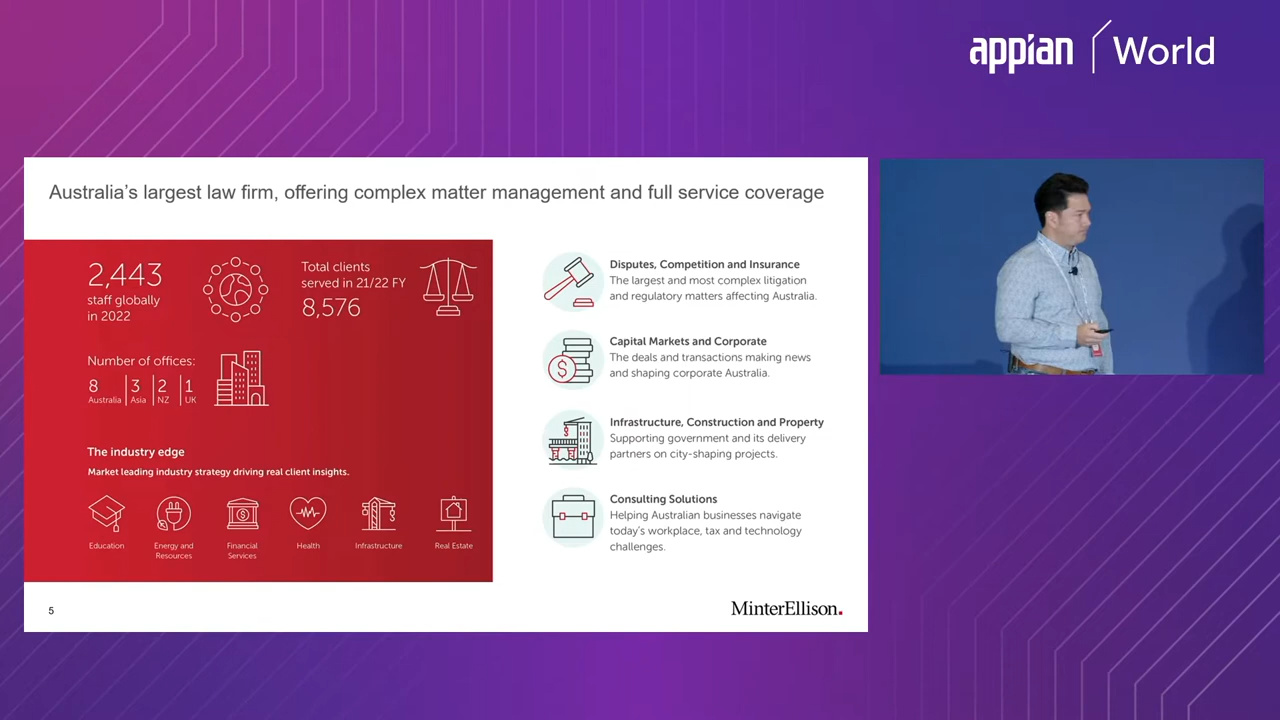 appian World
Australia's largest law firm, offering complex matter management and full service coverage
2,443
staff globally
in 2022
Total clients
served in 21/22 FY
8,576
Number of offices:
8 3 2 1
Australia Asia NZ UK
The industry edge
Market leading industry strategy driving real client insights.
Education
Energy and
Resources
Financial
Services
Health
Infrastructure
Real Estate
Disputes, Competition and Insurance
The largest and most complex litigation
and regulatory matters affecting Australia.
Capital Markets and Corporate
The deals and transactions making news
and shaping corporate Australia.
Infrastructure, Construction and Property
Supporting government and its delivery
partners on city-shaping projects.
Consulting Solutions
Helping Australian businesses navigate
today's workplace, tax and technology
challenges.
5
MinterEllison.